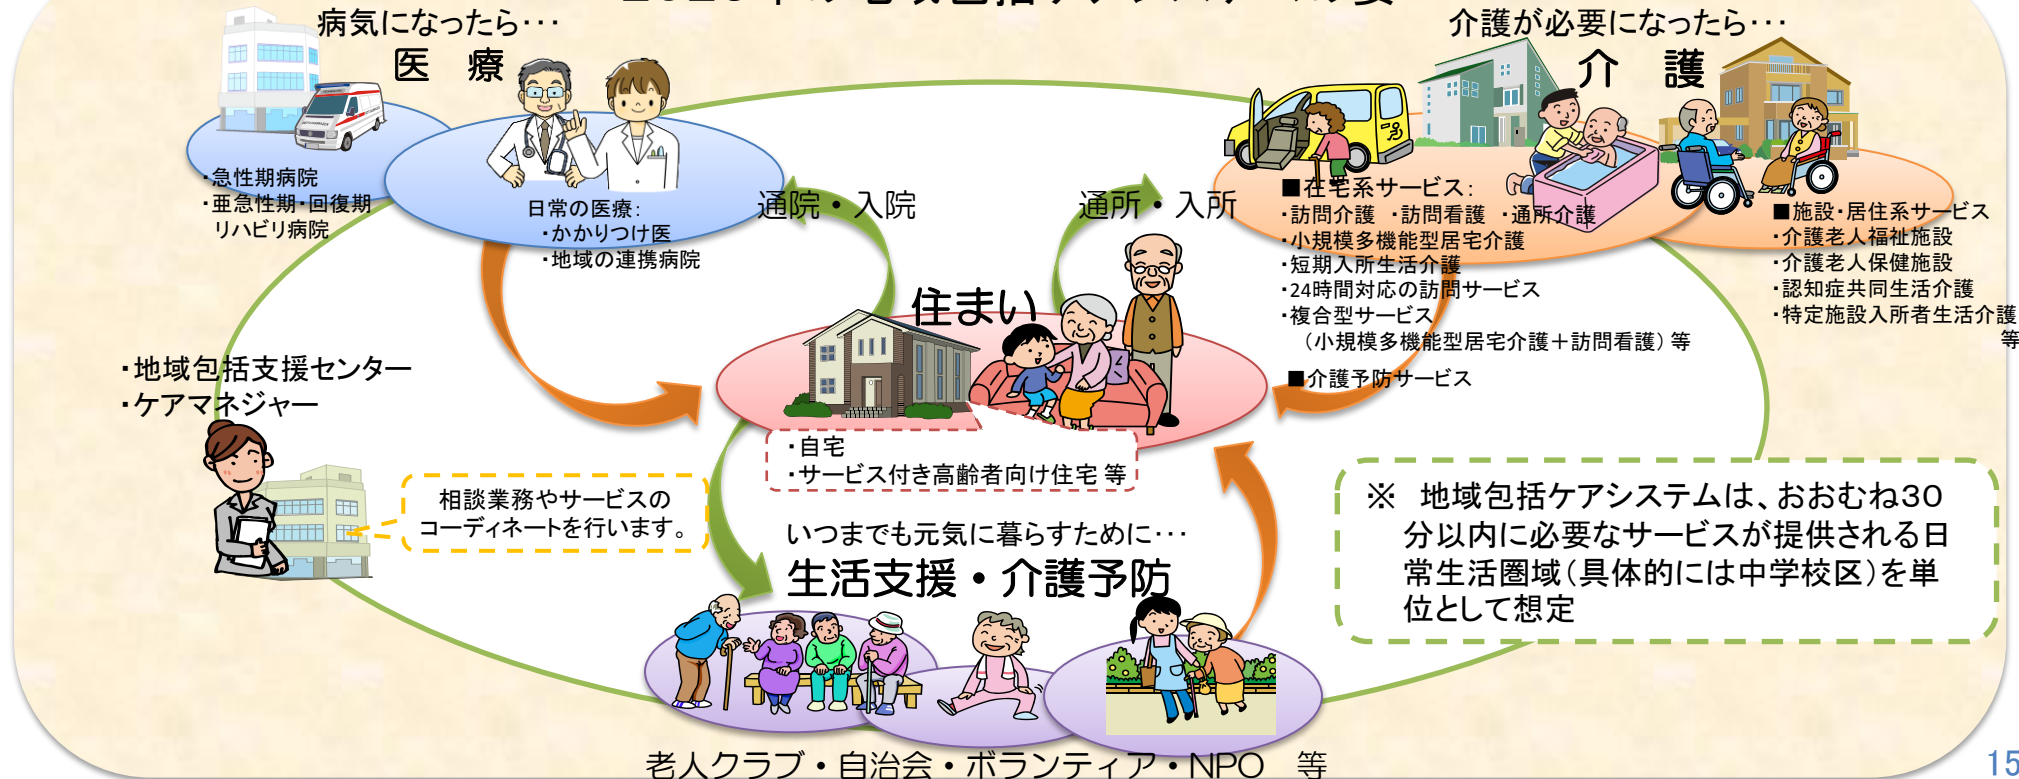 病気になったら・・・
医 療
・急性期病院
・亜急性期・回復期
リハビリ病院
日常の医療：
・かかりつけ医
・地域の連携病院
通院・入院
通所・入所
介護が必要になったら・・・
介 護
■在宅系サービス：
・訪問介護 ・訪問看護 ・通所介護
・小規模多機能型居宅介護
・短期入所生活介護
・24時間対応の訪問サービス
・複合型サービス
（小規模多機能型居宅介護＋訪問看護）等
■介護予防サービス
■施設・居住系サービス
・介護老人福祉施設
・介護老人保健施設
・認知症共同生活介護
・特定施設入所者生活介護
等
住まい
・自宅
・サービス付き高齢者向け住宅 等
・地域包括支援センター
・ケアマネジャー
相談業務やサービスの
コーディネートを行います。
いつまでも元気に暮らすために・・・
生活支援・介護予防
※ 地域包括ケアシステムは、おおむね３０
分以内に必要なサービスが提供される日
常生活圏域（具体的には中学校区）を単
位として想定
老人クラブ・自治会・ボランティア・NPO 等
15